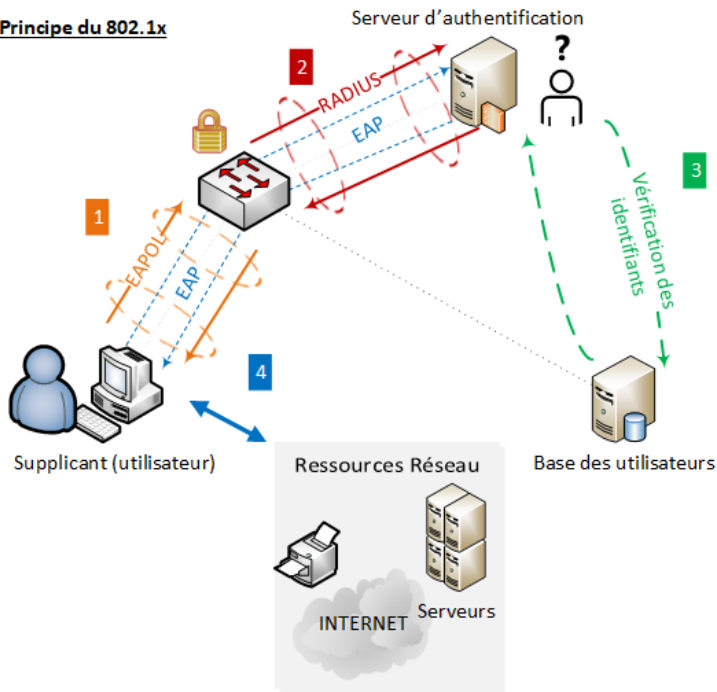 Principe du 802.1x
Serveur d'authentification
?
2
RADIUS
EAP
3
Vérification des
identifiants
1
EAPOL
EAP
4
Supplicant (utilisateur)
Ressources Réseau
Base des utilisateurs
INTERNET
Serveurs